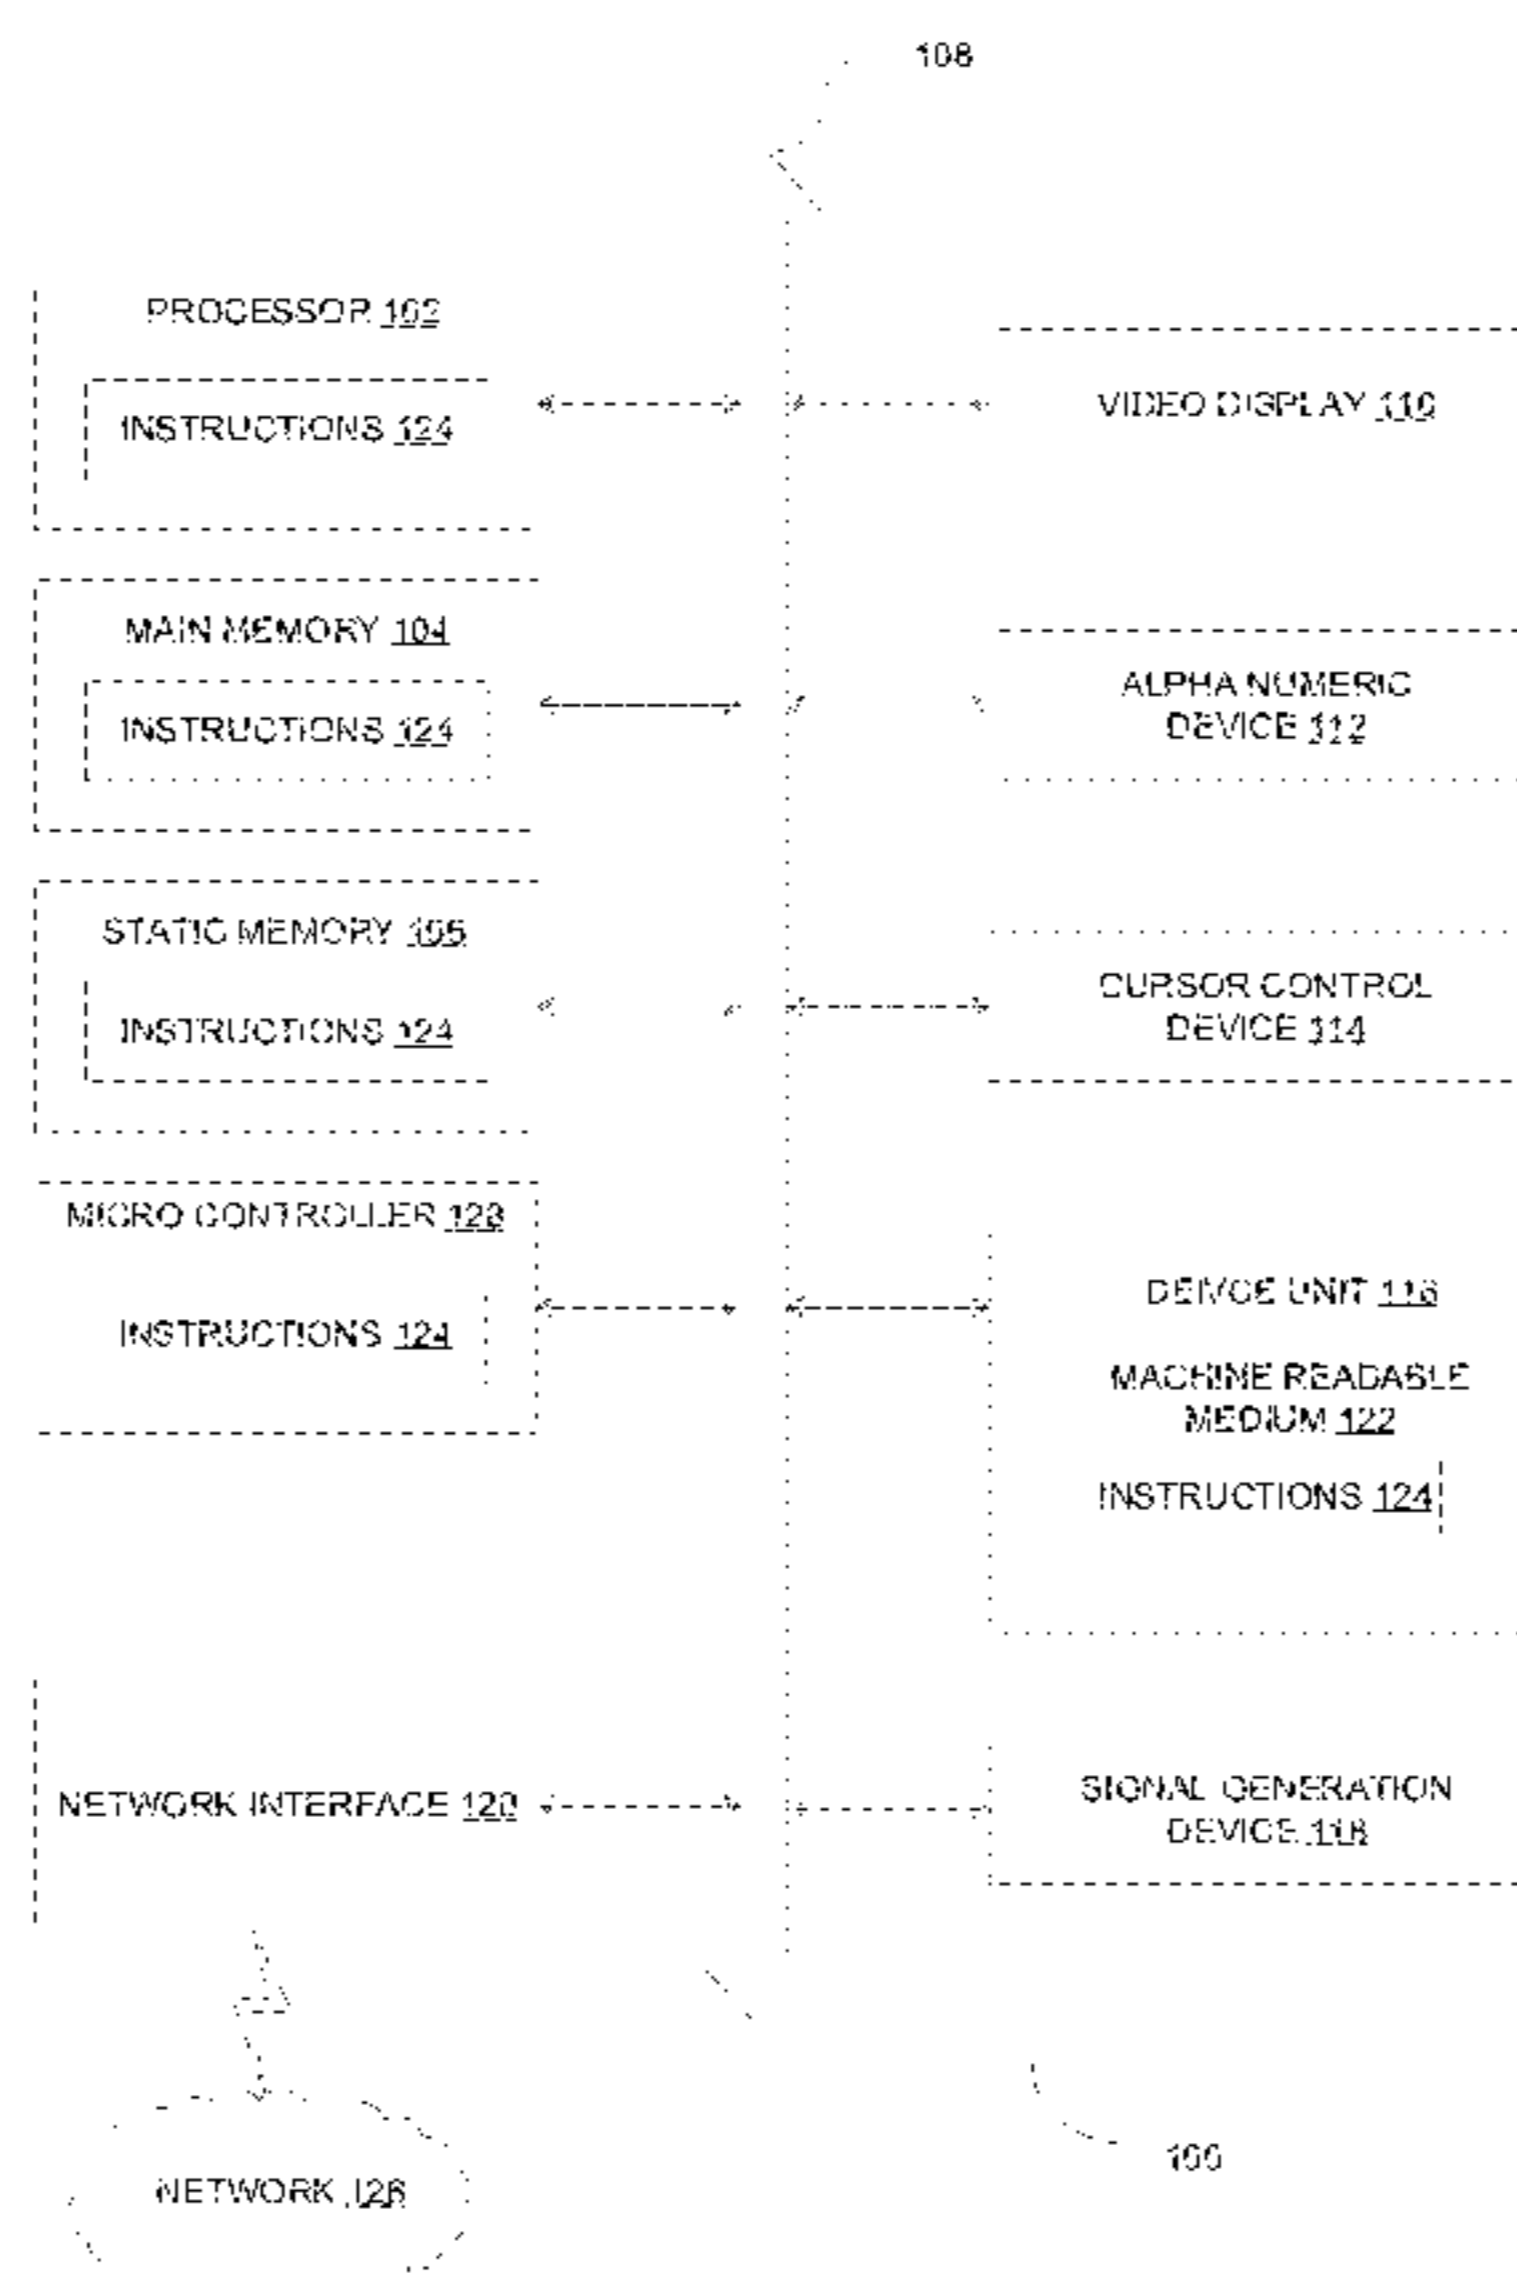 108
PROCESSOR 102
INSTRUCTIONS 124
VIDEO DISPLAY 110
MAIN MEMORY 104
INSTRUCTIONS 124
ALPHA NUMERIC
DEVICE 112
STATIC MEMORY 106
INSTRUCTIONS 124
CURSOR CONTROL
DEVICE 114
MICRO CONTROLLER 128
INSTRUCTIONS 124
DEIVCE UNIT 116
MACHINE READABLE
MEDIUM 122
INSTRUCTIONS 124
NETWORK INTERFACE 120
SIGNAL GENERATION
DEVICE 118
NETWORK 126
100